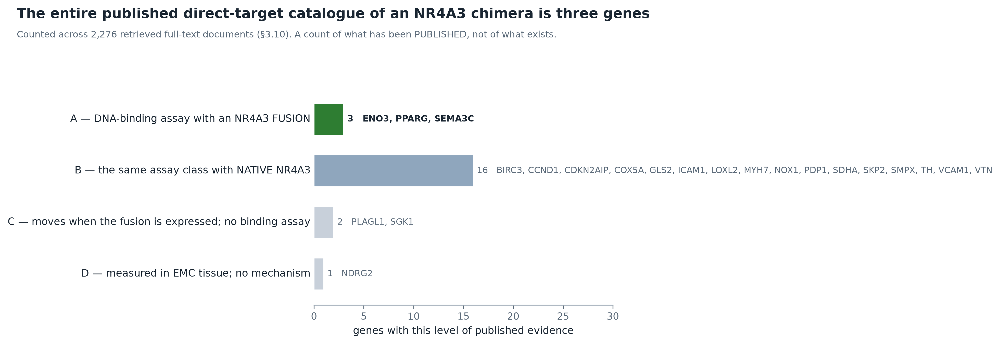 The entire published direct-target catalogue of an NR4A3 chimera is three genes
Counted across 2,276 retrieved full-text documents (§3.10). A count of what has been PUBLISHED, not of what exists.
A — DNA-binding assay with an NR4A3 FUSION 3 ENO3, PPARG, SEMA3C
B — the same assay class with NATIVE NR4A3 16 BIRC3, CCND1, CDKN2AIP, COX5A, GLS2, ICAM1, LOXL2, MYH7, NOX1, PDP1, SDHA, SKP2, SMPX, TH, VCAM1, VTN
C — moves when the fusion is expressed; no binding assay 2 PLAGL1, SGK1
D — measured in EMC tissue; no mechanism 1 NDRG2
0 5 10 15 20 25 30
genes with this level of published evidence